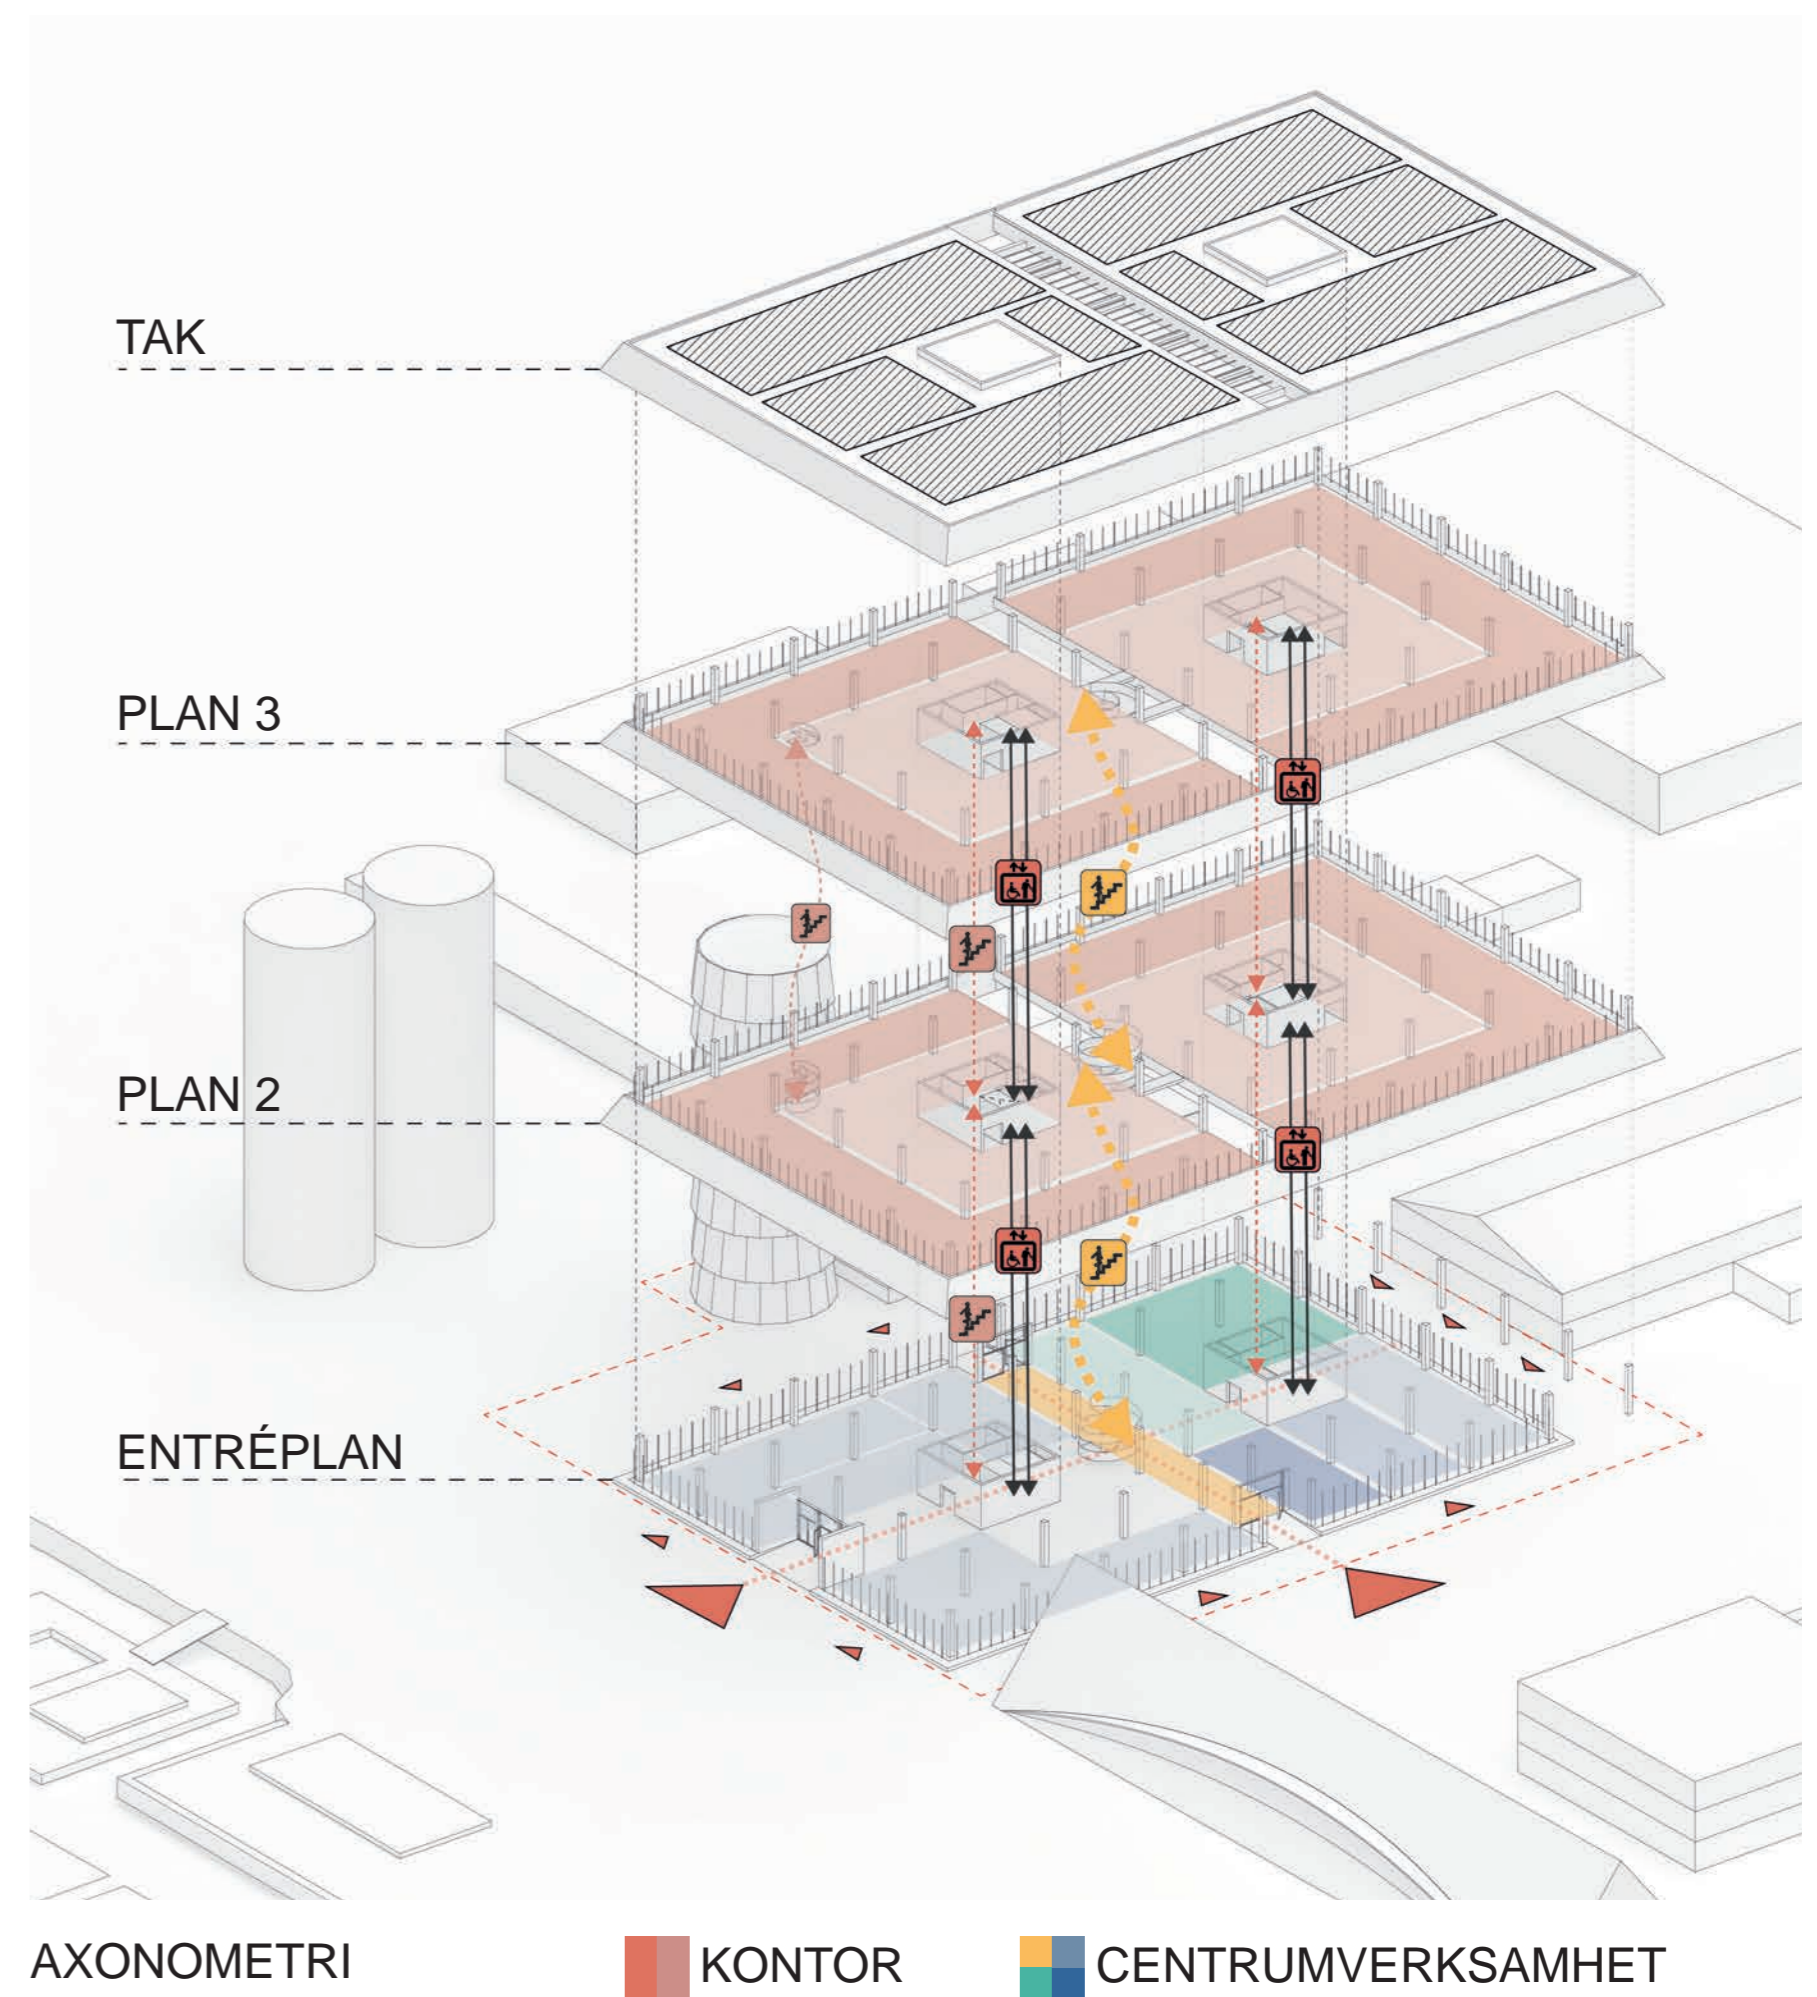 TAK
PLAN 3
PLAN 2
ENTRÉPLAN
AXONOMETRI
KONTOR
CENTRUMVERKSAMHET